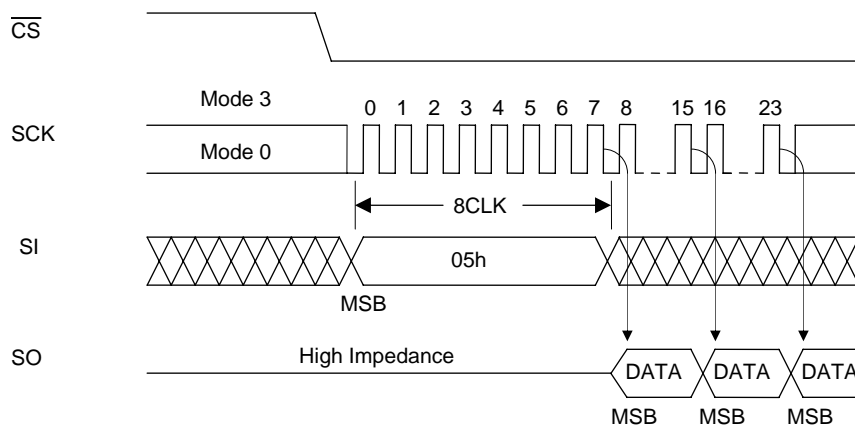 CS
Mode 3
0 1 2 3 4 5 6 7 8 15 16 23
SCK
Mode 0
8CLK
SI
05h
MSB
SO
High Impedance
DATA DATA DATA
MSB MSB MSB